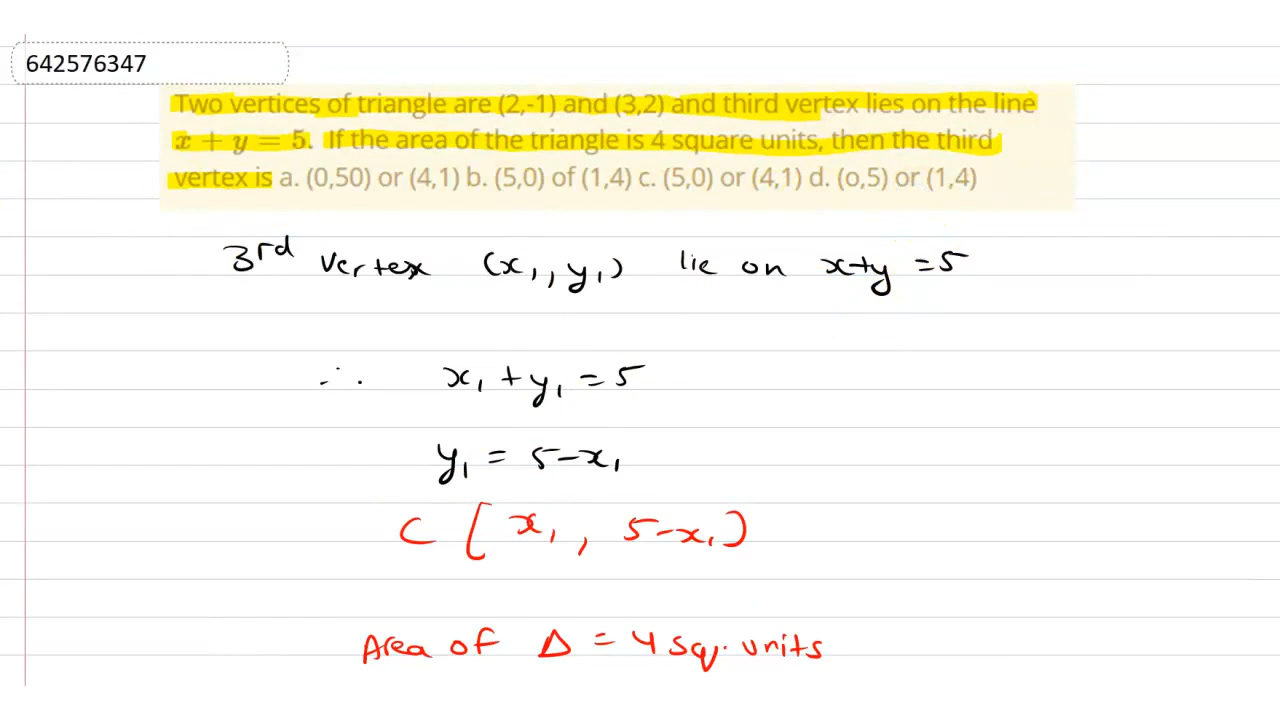 642576347
Two vertices of triangle are (2,-1) and (3,2) and third vertex lies on the line
x + y = 5. If the area of the triangle is 4 square units, then the third
vertex is a. (0,50) or (4,1) b. (5,0) of (1,4) c. (5,0) or (4,1) d. (o,5) or (1,4)
3rd vertex (x₁, y₁) lie on x+y = 5
∴ x₁ + y₁ = 5
y₁ = 5-x₁
C [ x₁ , 5-x₁ )
Area of Δ = 4 sq. units